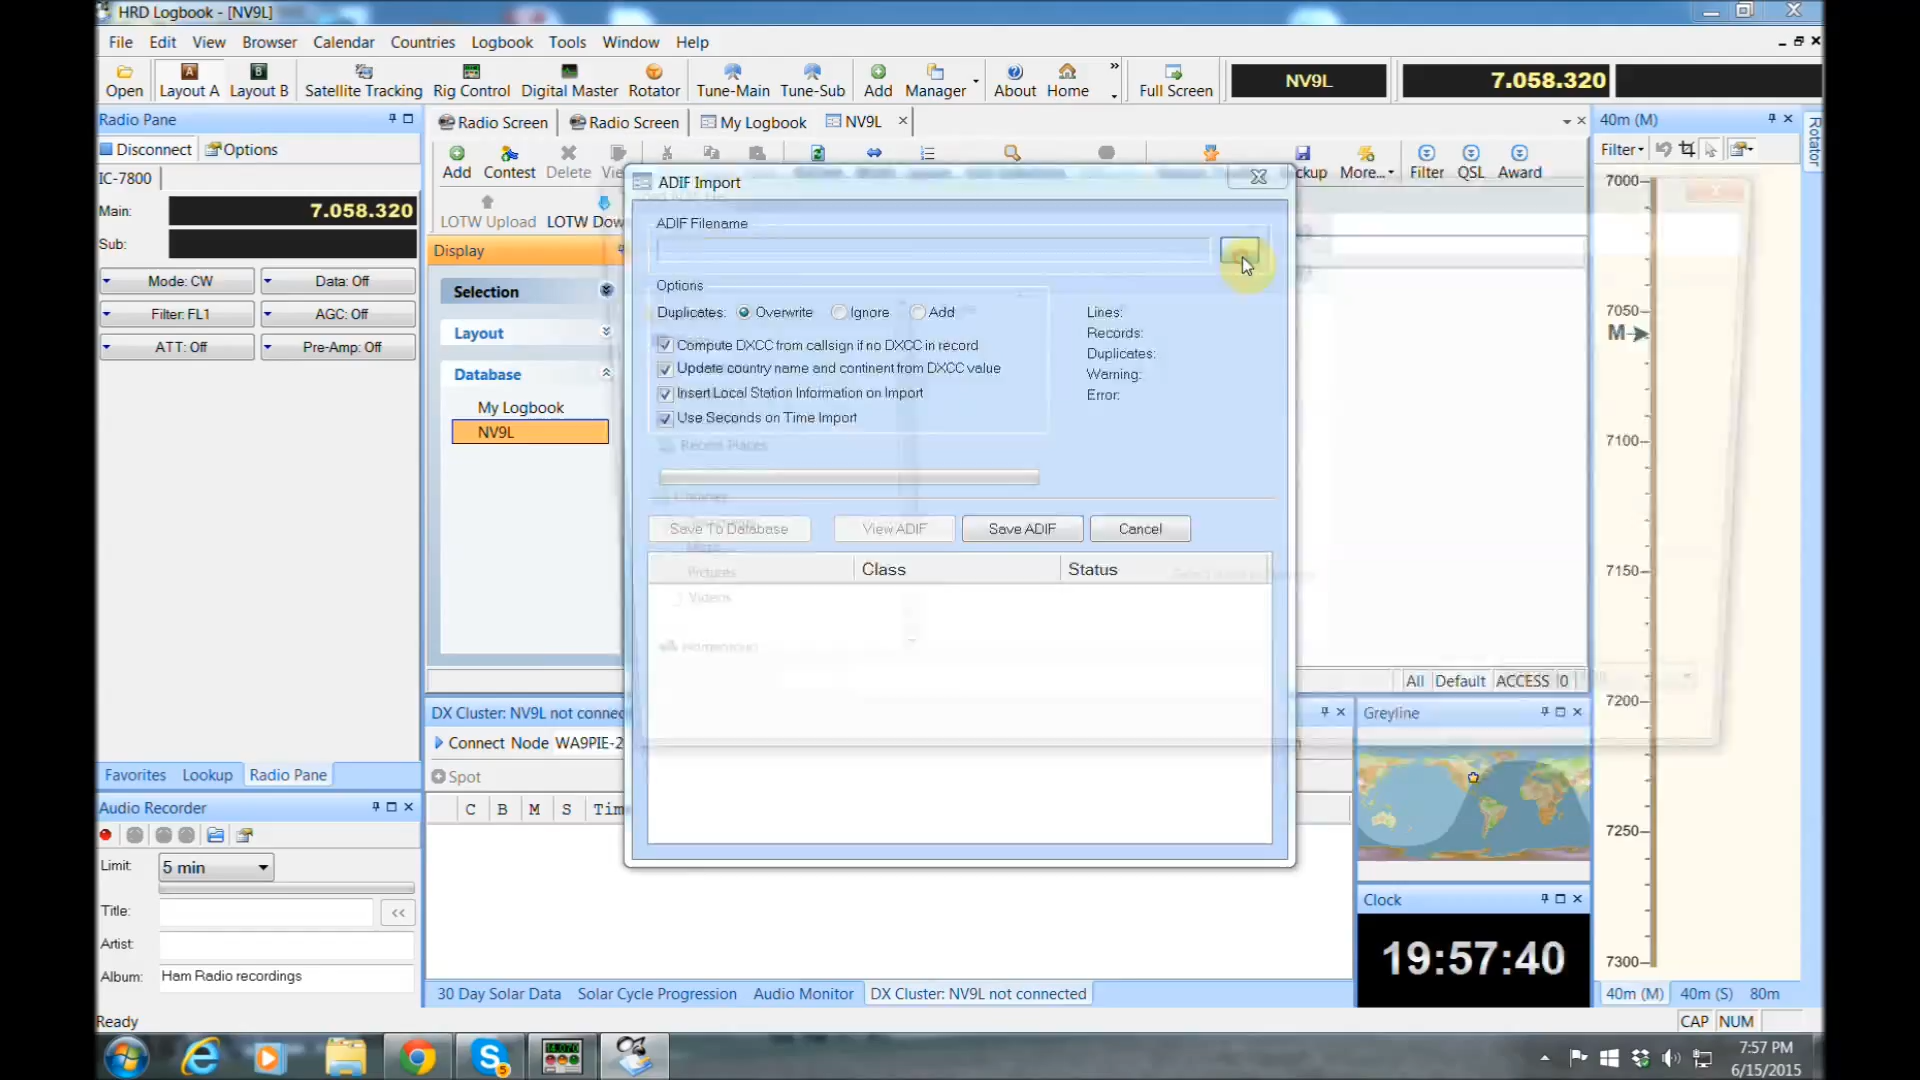 HRD Logbook - [NV9L]
File Edit View Browser Calendar Countries Logbook Tools Window Help
Open Layout A Layout B Satellite Tracking Rig Control Digital Master Rotator Tune-Main Tune-Sub Add Manager About Home Full Screen NV9L 7.058.320
Radio Pane
Radio Screen Radio Screen My Logbook NV9L
40m (M)
Rotator
Disconnect Options
Filter
IC-7800
Add Contest Delete
More... Filter QSL Award
ADIF Import
LOTW Upload
Main: 7.058.320
Sub:
Display
ADIF Filename
Mode: CW Data: Off
Filter: FL1 AGC: Off
ATT: Off Pre-Amp: Off
Selection
Layout
Database
My Logbook
NV9L
Options
Duplicates: Overwrite Ignore Add
Compute DXCC from callsign if no DXCC in record
Update country name and continent from DXCC value
Insert Local Station Information on Import
Use Seconds on Time Import
Recent Places
Lines:
Records:
Duplicates:
Warning:
Error:
Save To Database View ADIF Save ADIF Cancel
Class Status
Pictures
Videos
Homegroup
7000
7050
M
7100
7150
7200
7250
7300
All Default ACCESS 0
DX Cluster: NV9L not
Connect Node
Spot
C B M S
Greyline
Clock
19:57:40
Favorites Lookup Radio Pane
Audio Recorder
Limit: 5 min
Title: <<
Artist:
Album: Ham Radio recordings
30 Day Solar Data Solar Cycle Progression Audio Monitor DX Cluster: NV9L not connected
40m (M) 40m (S) 80m
Ready
CAP NUM
7:57 PM
6/15/2015